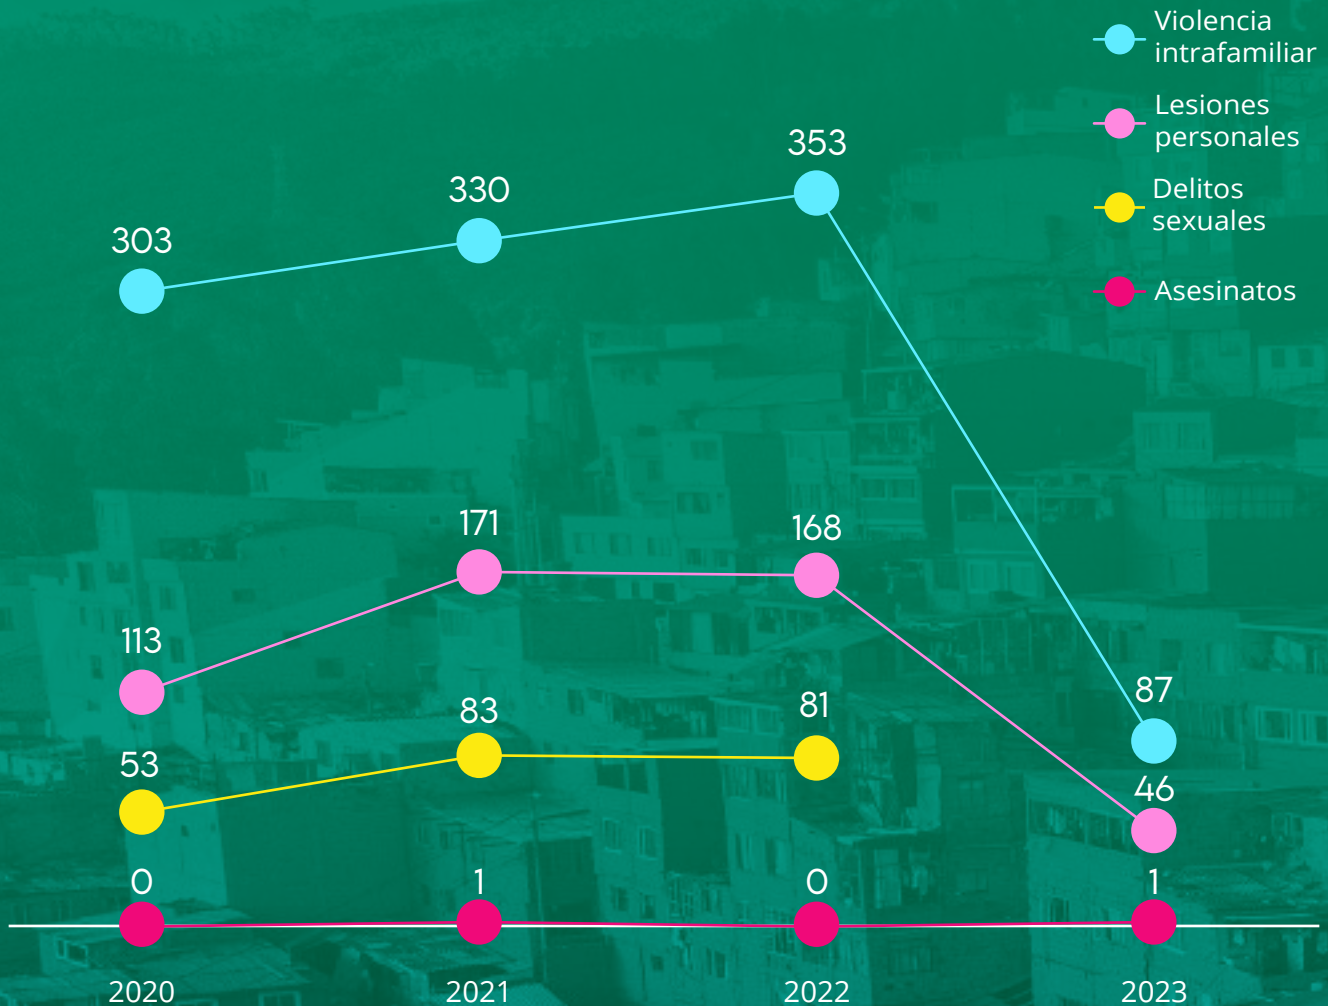 Violencia
intrafamiliar
Lesiones
personales
Delitos
sexuales
Asesinatos
353
330
303
171
168
113
83
81
87
53
46
0
1
0
1
2020
2021
2022
2023